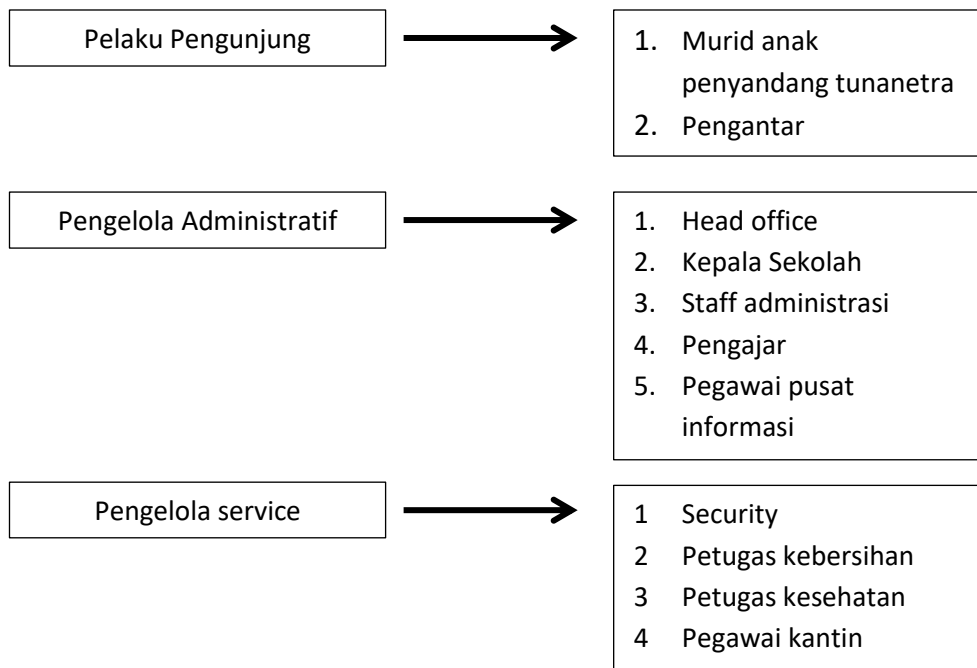 Pelaku Pengunjung
1. Murid anak
penyandang tunanetra
2. Pengantar
Pengelola Administratif
1. Head office
2. Kepala Sekolah
3. Staff administrasi
4. Pengajar
5. Pegawai pusat
informasi
Pengelola service
1 Security
2 Petugas kebersihan
3 Petugas kesehatan
4 Pegawai kantin